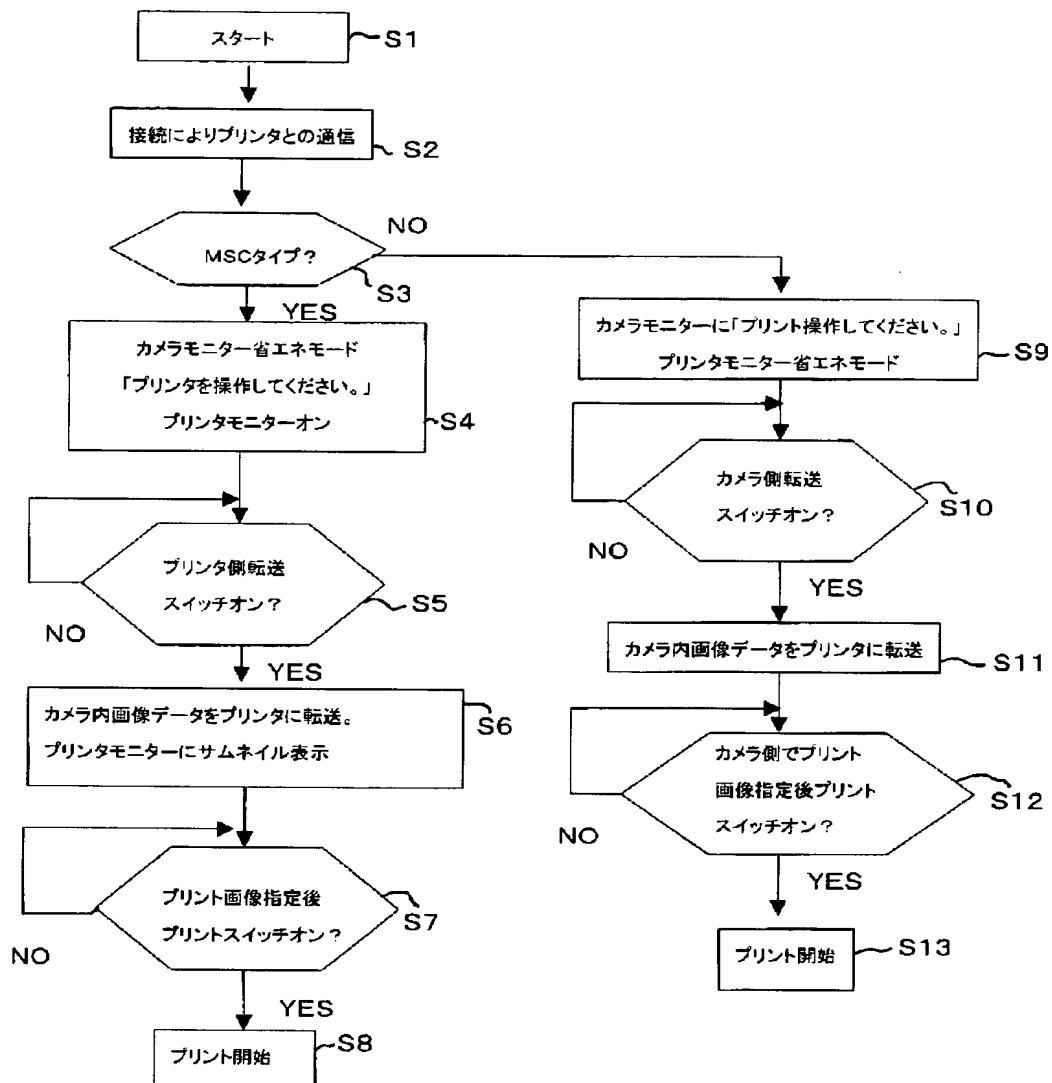 スタート
S1
接続によりプリンタとの通信
S2
MSCタイプ?
NO
S3
YES
カメラモニター省エネモード
「プリンタを操作してください。」
プリンタモニターオン
S4
プリンタ側転送
スイッチオン?
S5
NO
YES
カメラ内画像データをプリンタに転送。
プリンタモニターにサムネイル表示
S6
プリント画像指定後
プリントスイッチオン?
S7
NO
YES
プリント開始
S8
カメラモニターに「プリント操作してください。」
プリンタモニター省エネモード
S9
カメラ側転送
スイッチオン?
S10
NO
YES
カメラ内画像データをプリンタに転送
S11
カメラ側でプリント
画像指定後プリント
スイッチオン?
S12
NO
YES
プリント開始
S13